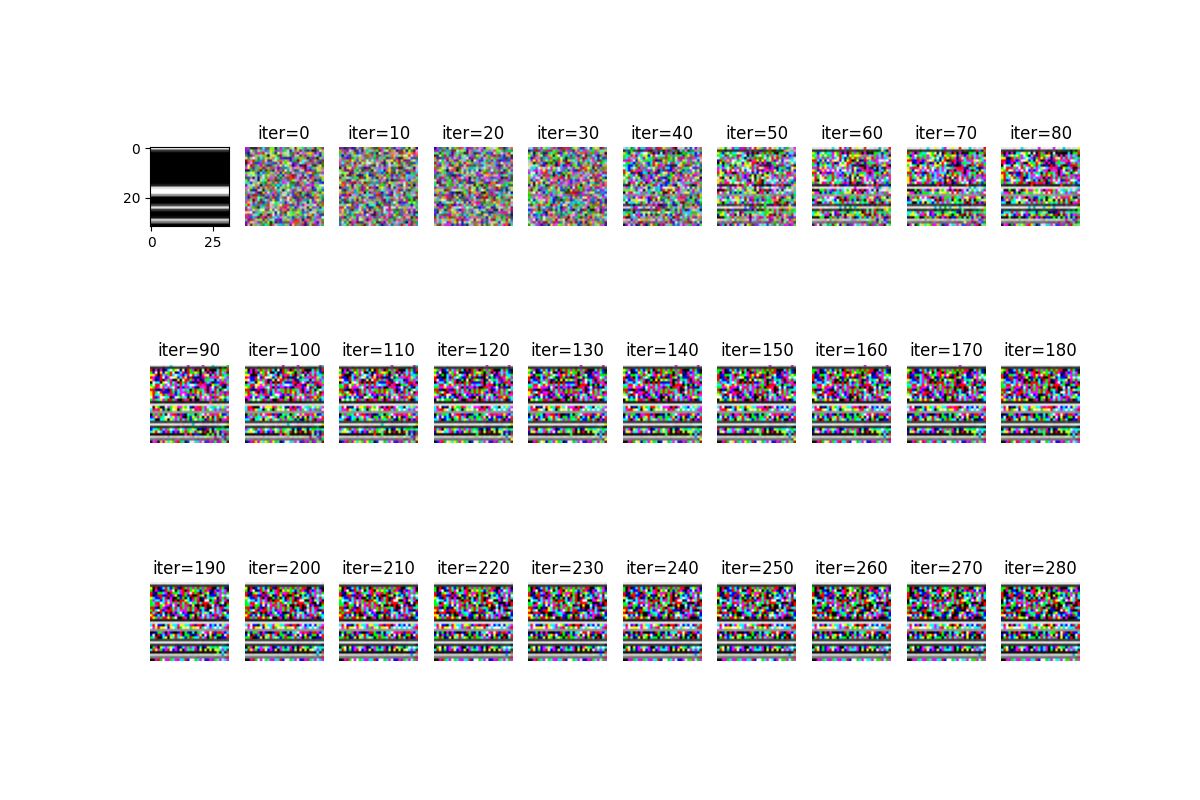 iter=0 iter=10 iter=20 iter=30 iter=40 iter=50 iter=60 iter=70 iter=80
0
20
0 25
iter=90 iter=100 iter=110 iter=120 iter=130 iter=140 iter=150 iter=160 iter=170 iter=180
iter=190 iter=200 iter=210 iter=220 iter=230 iter=240 iter=250 iter=260 iter=270 iter=280